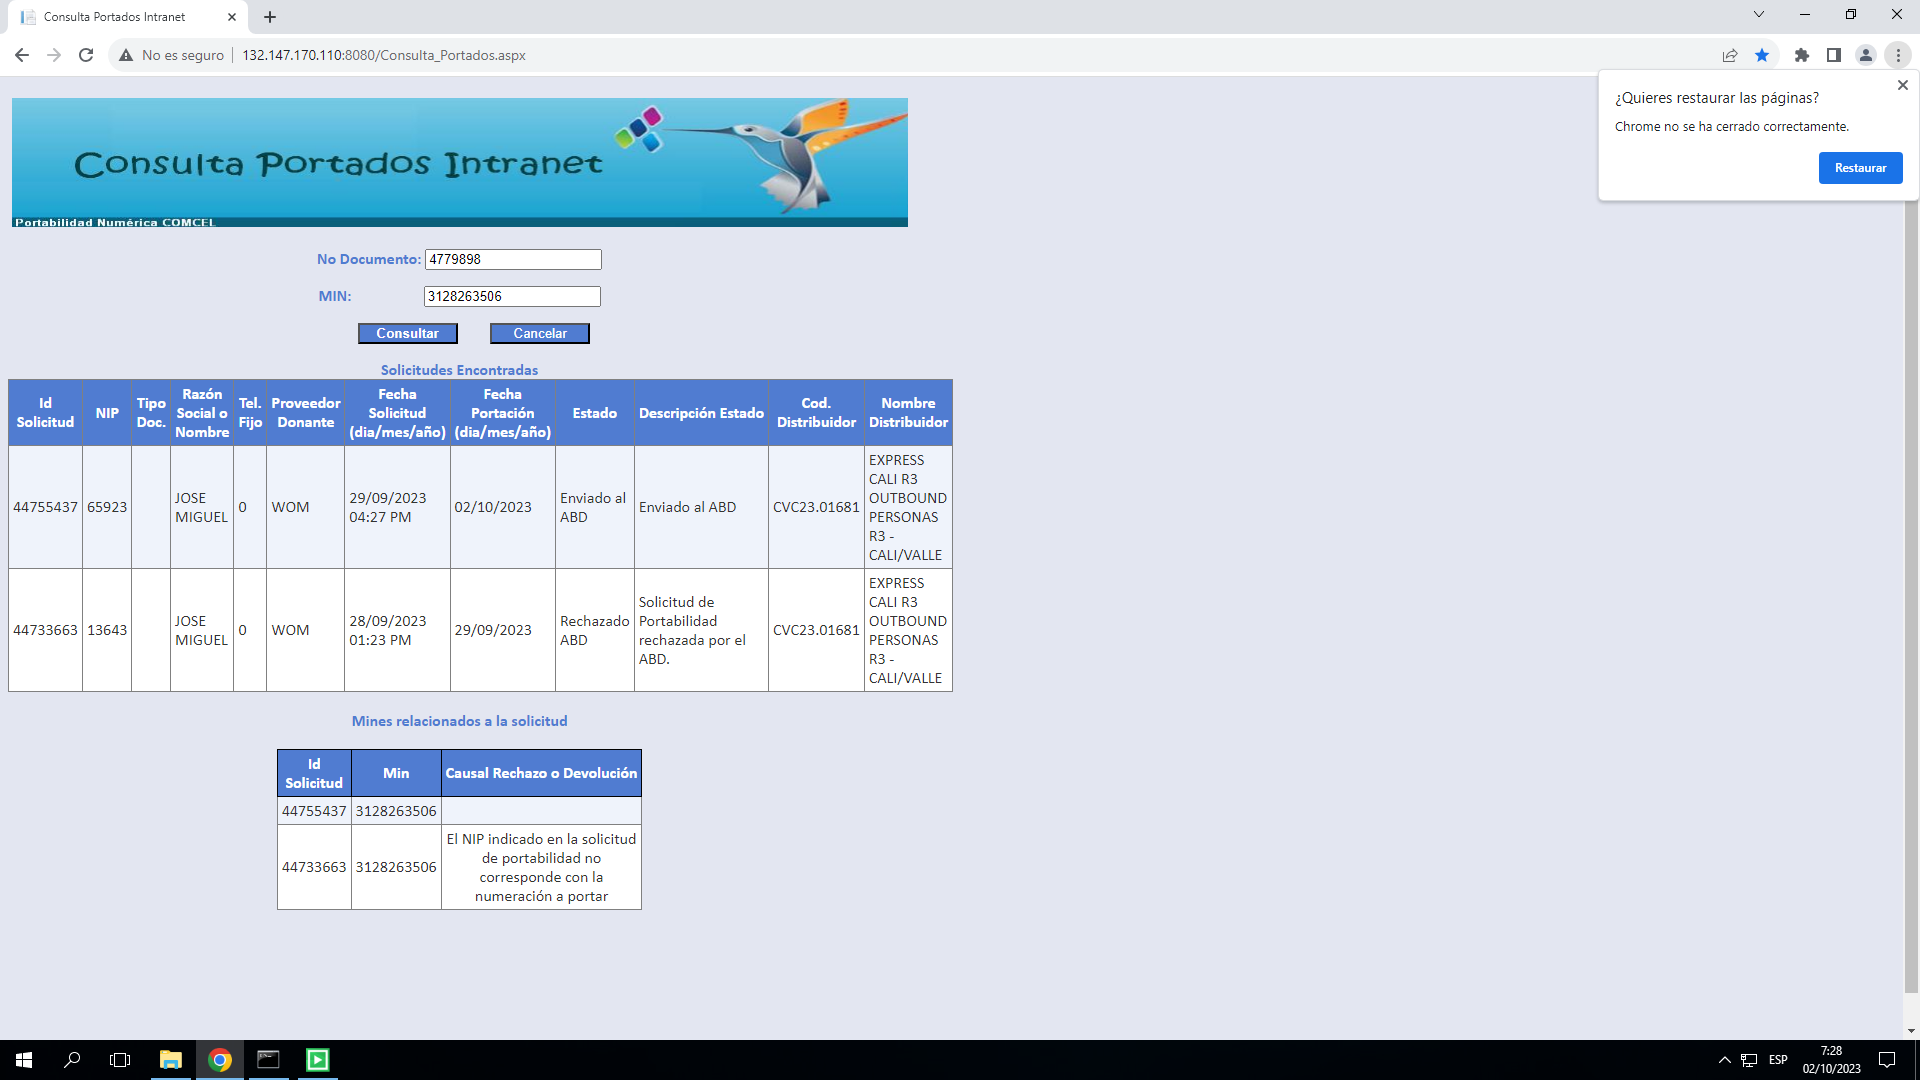 Consulta Portados Intranet
No es seguro
132.147.170.110:8080/Consulta_Portados.aspx
¿Quieres restaurar las páginas?
Chrome no se ha cerrado correctamente.
Restaurar
Consulta Portados Intranet
Portabilidad Numérica COMCEL
No Documento: 4779898
MIN: 3128263506
Consultar Cancelar
Solicitudes Encontradas
Id Solicitud NIP Tipo Doc. Razón Social o Nombre Tel. Fijo Proveedor Donante Fecha Solicitud (dia/mes/año) Fecha Portación (dia/mes/año) Estado Descripción Estado Cod. Distribuidor Nombre Distribuidor
44755437 65923 JOSE MIGUEL 0 WOM 29/09/2023 04:27 PM 02/10/2023 Enviado al ABD Enviado al ABD CVC23.01681 EXPRESS CALI R3 OUTBOUND PERSONAS R3 - CALI/VALLE
44733663 13643 JOSE MIGUEL 0 WOM 28/09/2023 01:23 PM 29/09/2023 Rechazado ABD Solicitud de Portabilidad rechazada por el ABD. CVC23.01681 EXPRESS CALI R3 OUTBOUND PERSONAS R3 - CALI/VALLE
Mines relacionados a la solicitud
Id Solicitud Min Causal Rechazo o Devolución
44755437 3128263506
44733663 3128263506 El NIP indicado en la solicitud de portabilidad no corresponde con la numeración a portar
ESP
7:28
02/10/2023